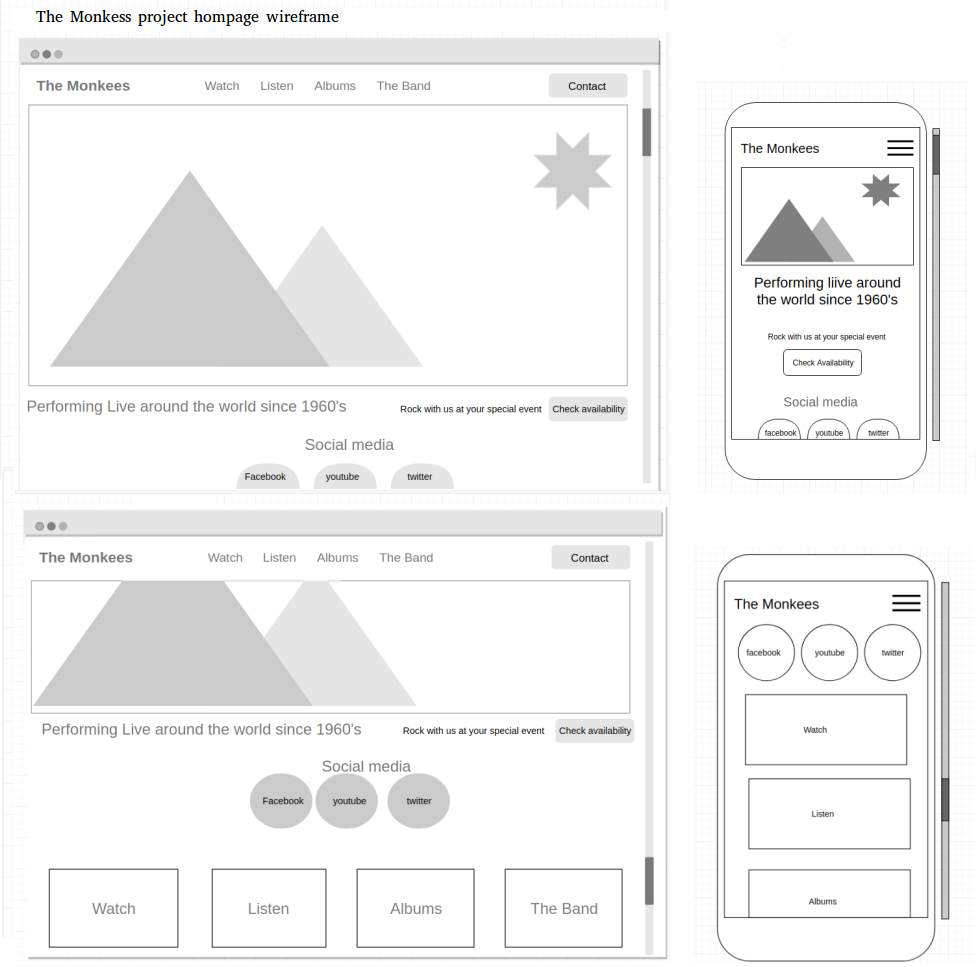 The Monkess project hompage wireframe
The Monkees Watch Listen Albums The Band Contact
Performing Live around the world since 1960's Rock with us at your special event Check availability
Social media
Facebook youtube twitter
The Monkees
Performing liive around
the world since 1960's
Rock with us at your special event
Check Availability
Social media
facebook youtube twitter
The Monkees Watch Listen Albums The Band Contact
Performing Live around the world since 1960's Rock with us at your special event Check availability
Social media
Facebook youtube twitter
Watch Listen Albums The Band
The Monkees
facebook youtube twitter
Watch
Listen
Albums